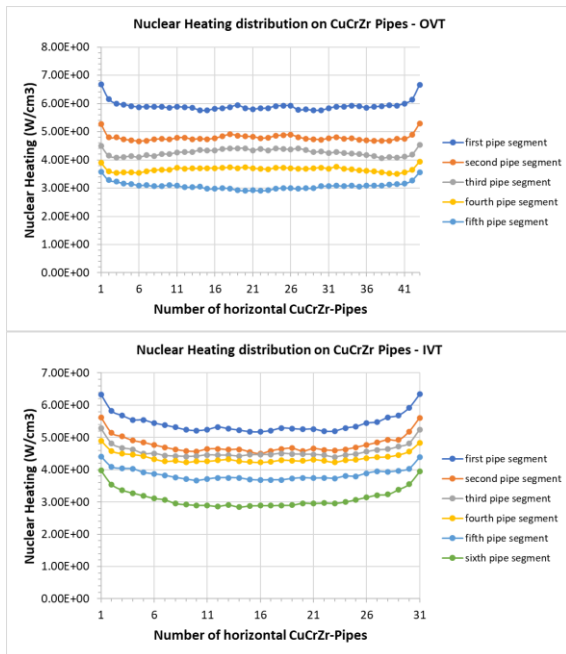 Nuclear Heating distribution on CuCrZr Pipes - OVT
Nuclear Heating (W/cm3)
8.00E+00
7.00E+00
6.00E+00
5.00E+00
4.00E+00
3.00E+00
2.00E+00
1.00E+00
0.00E+00
1 6 11 16 21 26 31 36 41
Number of horizontal CuCrZr-Pipes
first pipe segment
second pipe segment
third pipe segment
fourth pipe segment
fifth pipe segment
Nuclear Heating distribution on CuCrZr Pipes - IVT
Nuclear Heating (W/cm3)
7.00E+00
6.00E+00
5.00E+00
4.00E+00
3.00E+00
2.00E+00
1.00E+00
0.00E+00
1 6 11 16 21 26 31
Number of horizontal CuCrZr-Pipes
first pipe segment
second pipe segment
third pipe segment
fourth pipe segment
fifth pipe segment
sixth pipe segment